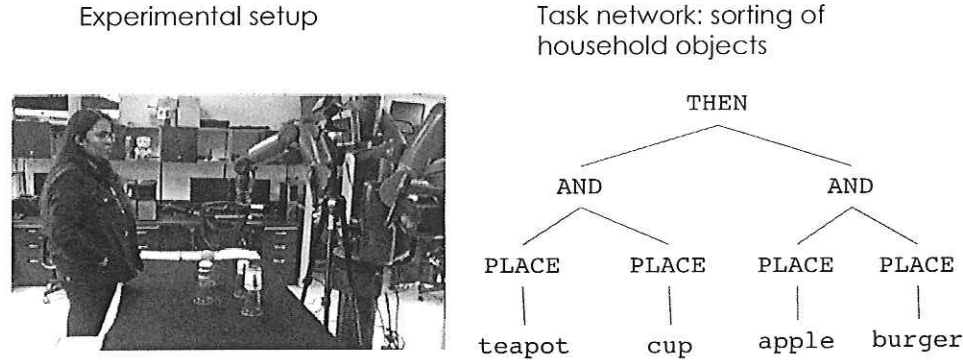 Experimental setup
Task network: sorting of
household objects
THEN
AND AND
PLACE PLACE PLACE PLACE
teapot cup apple burger